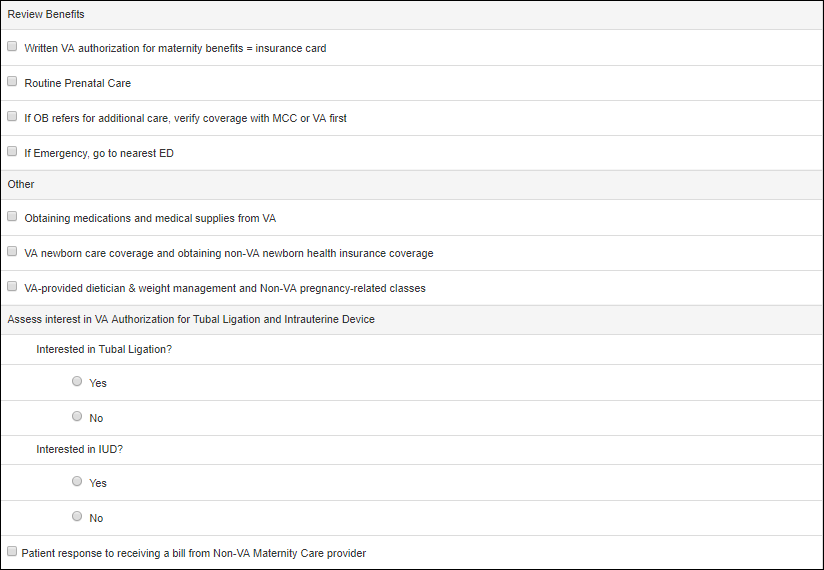 Review Benefits
Written VA authorization for maternity benefits = insurance card
Routine Prenatal Care
If OB refers for additional care, verify coverage with MCC or VA first
If Emergency, go to nearest ED
Other
Obtaining medications and medical supplies from VA
VA newborn care coverage and obtaining non-VA newborn health insurance coverage
VA-provided dietician & weight management and Non-VA pregnancy-related classes
Assess interest in VA Authorization for Tubal Ligation and Intrauterine Device
Interested in Tubal Ligation?
Yes
No
Interested in IUD?
Yes
No
Patient response to receiving a bill from Non-VA Maternity Care provider